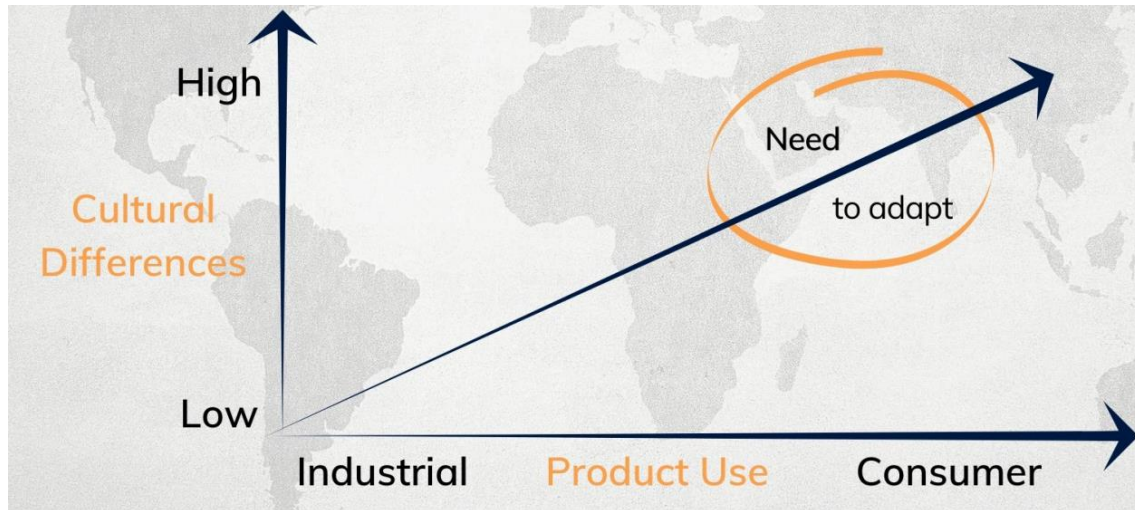 High
Need
Cultural
Differences
to adapt
Low
Industrial Product Use Consumer